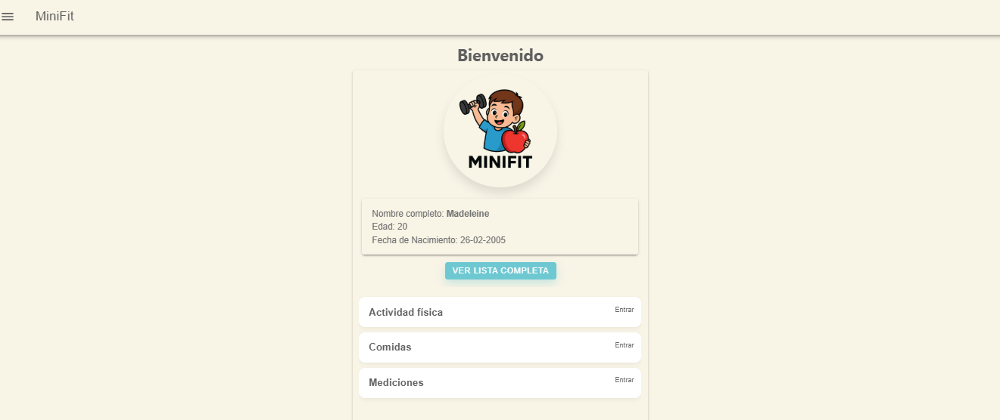 MiniFit
Bienvenido
MINIFIT
Nombre completo: Madeleine
Edad: 20
Fecha de Nacimiento: 26-02-2005
VER LISTA COMPLETA
Actividad física Entrar
Comidas Entrar
Mediciones Entrar